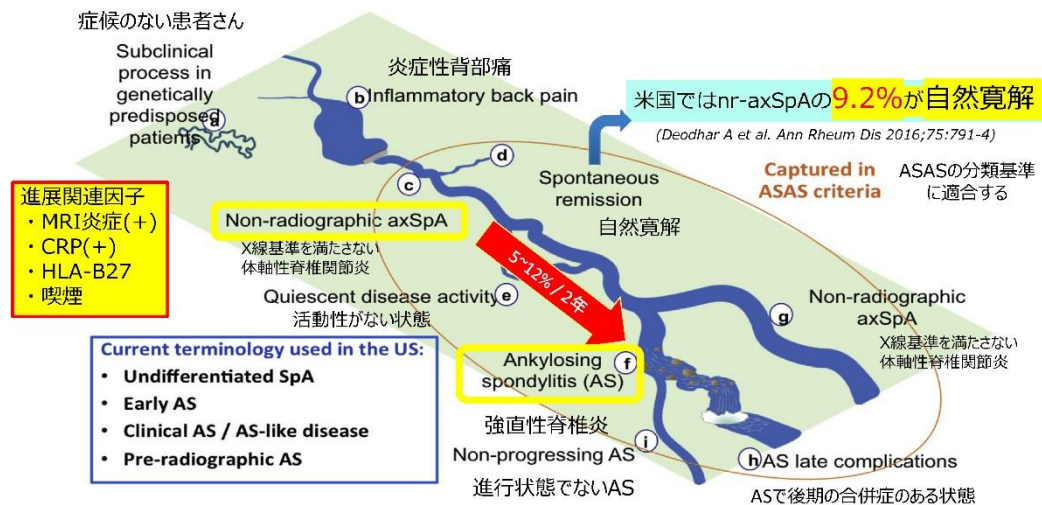 症候のない患者さん
Subclinical
process in
genetically
predisposed
patients
a
炎症性背部痛
b
Inflammatory back pain
米国ではnr-axSpAの9.2%が自然寛解
(Deodhar A et al. Ann Rheum Dis 2016;75:791-4)
d
c
Spontaneous
remission
自然寛解
Captured in
ASAS criteria
ASASの分類基準
に適合する
進展関連因子
・MRI炎症(+)
・CRP(+)
・HLA-B27
・喫煙
Non-radiographic axSpA
X線基準を満たさない
体軸性脊椎関節炎
5~12% / 2年
Quiescent disease activity
e
活動性がない状態
g
Non-radiographic
axSpA
X線基準を満たさない
体軸性脊椎関節炎
Current terminology used in the US:
• Undifferentiated SpA
• Early AS
• Clinical AS / AS-like disease
• Pre-radiographic AS
Ankylosing
spondylitis (AS)
f
強直性脊椎炎
i
Non-progressing AS
進行状態でないAS
h
AS late complications
ASで後期の合併症のある状態